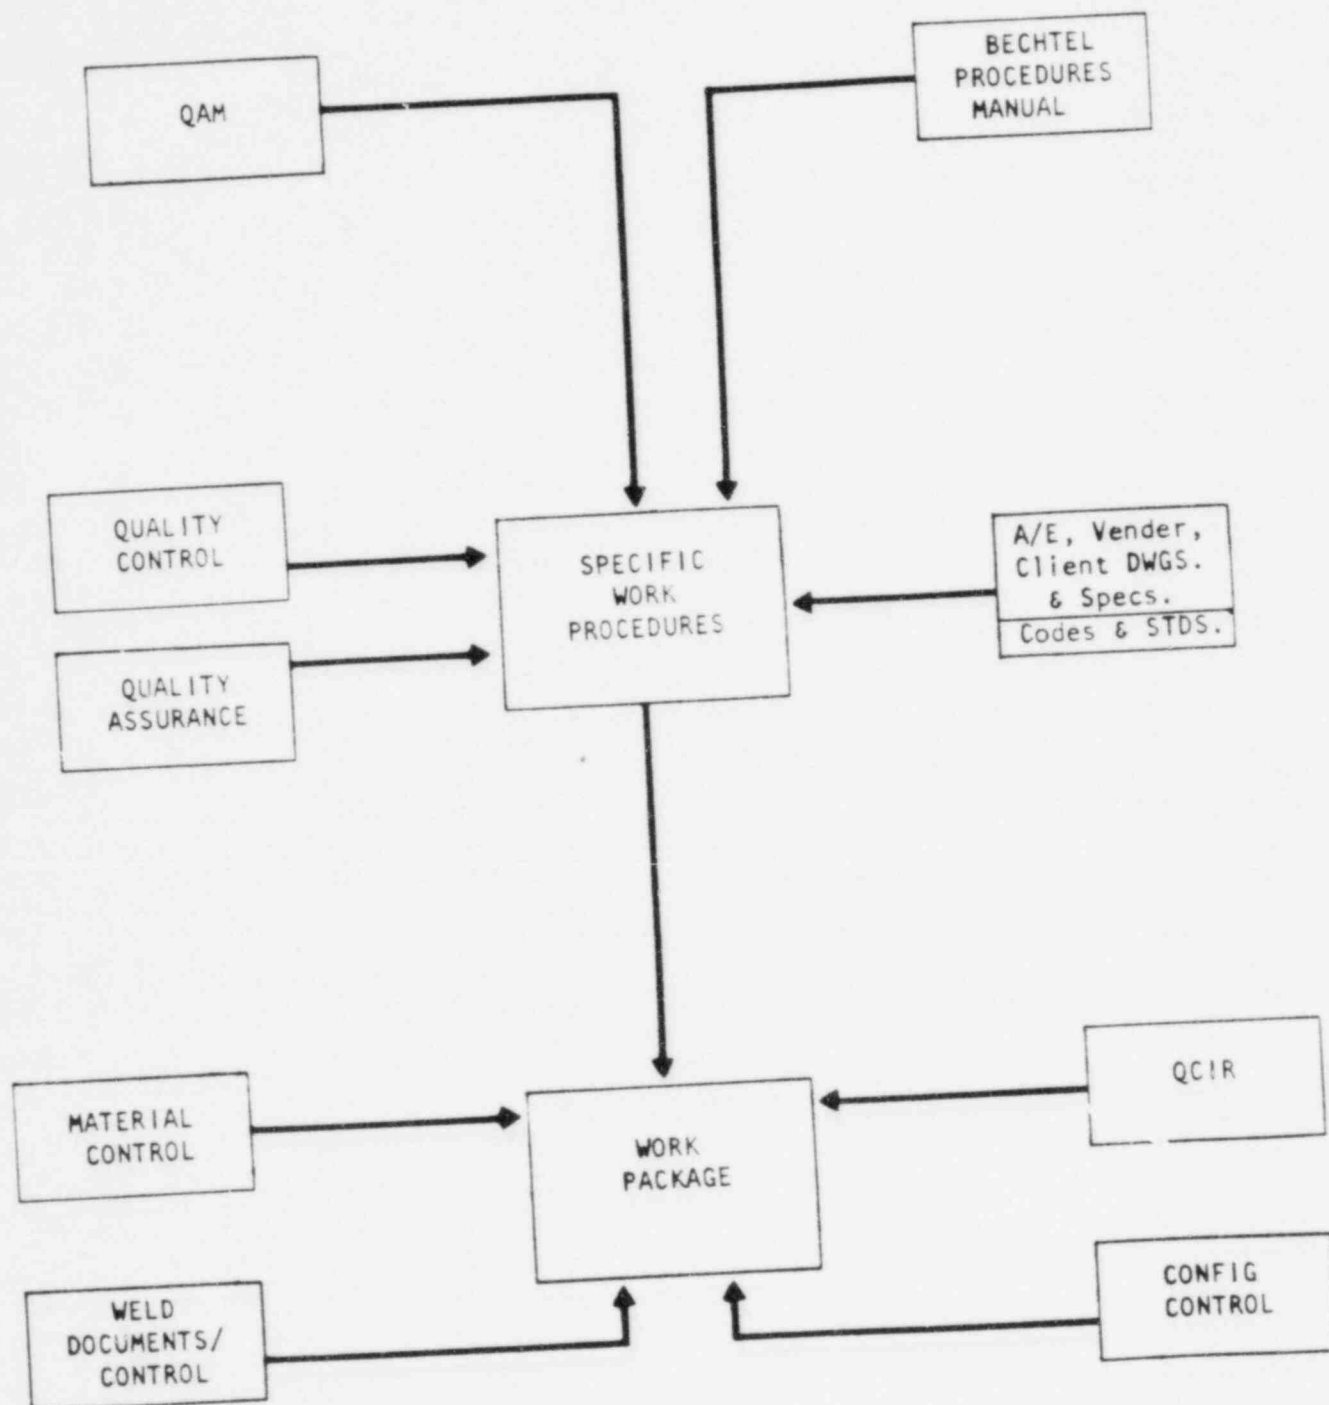 QAM
BECHTEL
PROCEDURES
MANUAL
QUALITY
CONTROL
SPECIFIC
WORK
PROCEDURES
A/E, Vender,
Client DWGS.
& Specs.
Codes & STDS.
QUALITY
ASSURANCE
MATERIAL
CONTROL
WORK
PACKAGE
QCIR
WELD
DOCUMENTS/
CONTROL
CONFIG
CONTROL